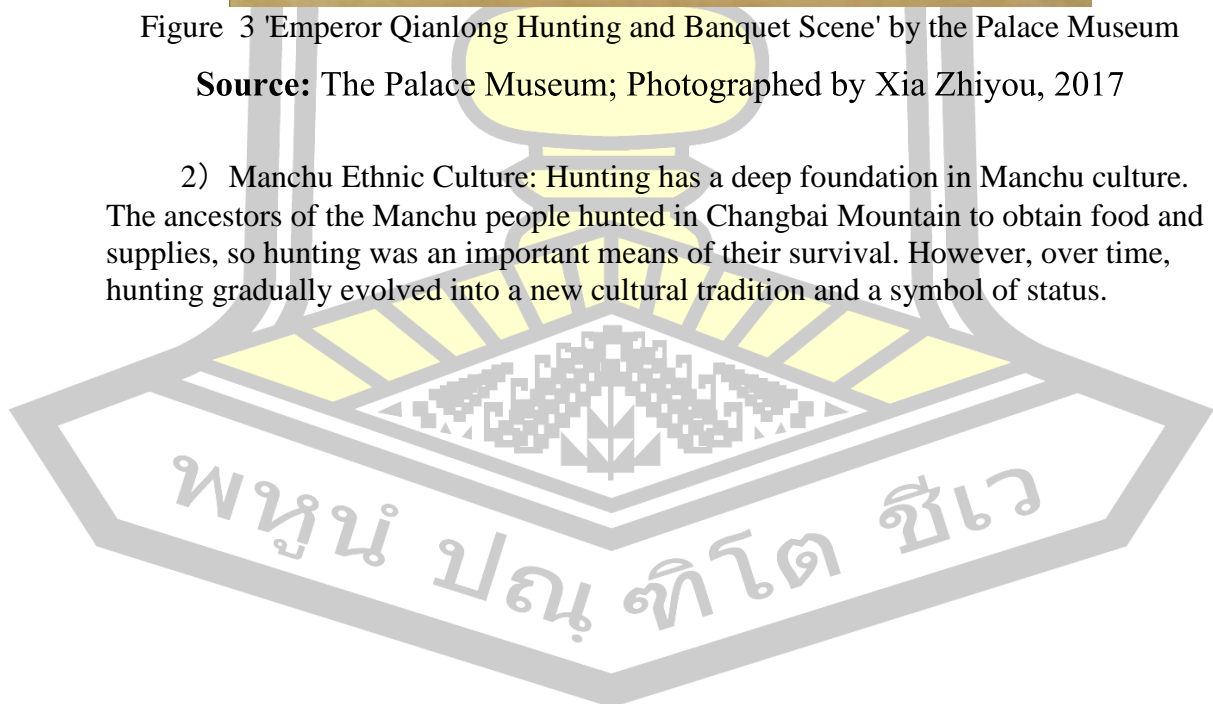 Figure  3 'Emperor Qianlong Hunting and Banquet Scene' by the Palace Museum
Source: The Palace Museum; Photographed by Xia Zhiyou, 2017
2）Manchu Ethnic Culture: Hunting has a deep foundation in Manchu culture.
The ancestors of the Manchu people hunted in Changbai Mountain to obtain food and
supplies, so hunting was an important means of their survival. However, over time,
hunting gradually evolved into a new cultural tradition and a symbol of status.
พหูนํ ปณฺฑิโต ชีเว